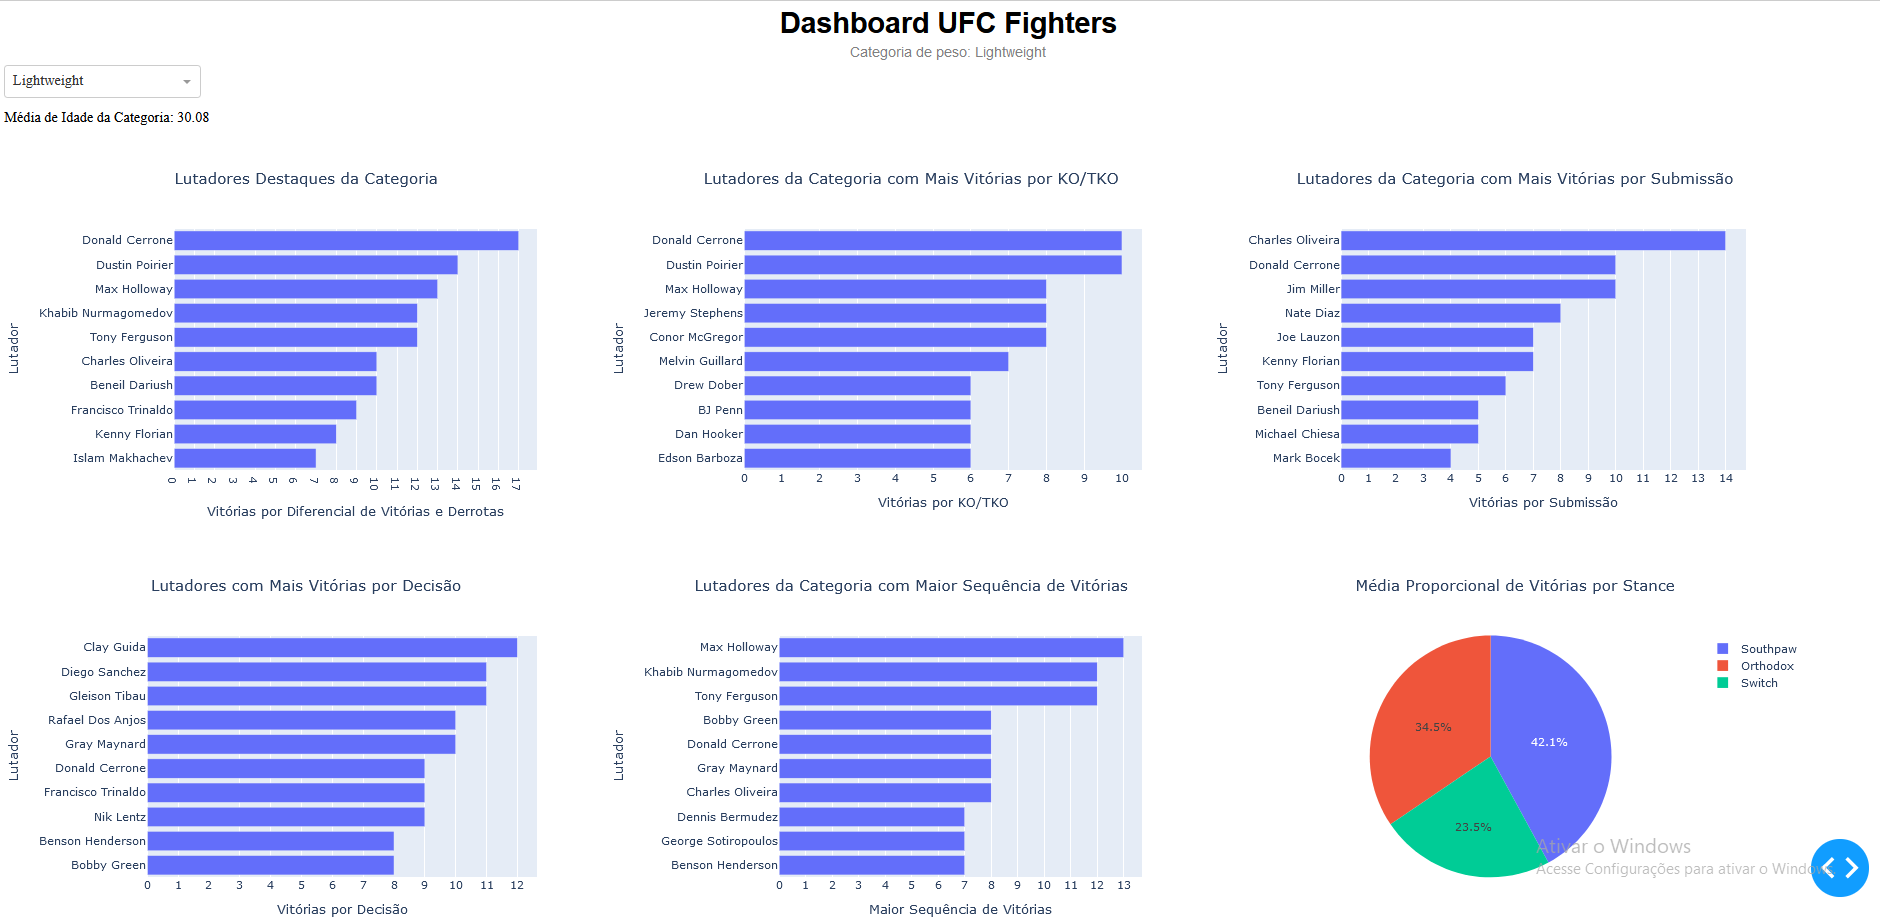 Dashboard UFC Fighters
Categoria de peso: Lightweight
Lightweight
Média de Idade da Categoria: 30.08
Lutadores Destaques da Categoria
Lutador
Donald Cerrone
Dustin Poirier
Max Holloway
Khabib Nurmagomedov
Tony Ferguson
Charles Oliveira
Beneil Dariush
Francisco Trinaldo
Kenny Florian
Islam Makhachev
0 1 2 3 4 5 6 7 8 9 10 11 12 13 14 15 16 17
Vitórias por Diferencial de Vitórias e Derrotas
Lutadores da Categoria com Mais Vitórias por KO/TKO
Lutador
Donald Cerrone
Dustin Poirier
Max Holloway
Jeremy Stephens
Conor McGregor
Melvin Guillard
Drew Dober
BJ Penn
Dan Hooker
Edson Barboza
0 1 2 3 4 5 6 7 8 9 10
Vitórias por KO/TKO
Lutadores da Categoria com Mais Vitórias por Submissão
Lutador
Charles Oliveira
Donald Cerrone
Jim Miller
Nate Diaz
Joe Lauzon
Kenny Florian
Tony Ferguson
Beneil Dariush
Michael Chiesa
Mark Bocek
0 1 2 3 4 5 6 7 8 9 10 11 12 13 14
Vitórias por Submissão
Lutadores com Mais Vitórias por Decisão
Lutador
Clay Guida
Diego Sanchez
Gleison Tibau
Rafael Dos Anjos
Gray Maynard
Donald Cerrone
Francisco Trinaldo
Nik Lentz
Benson Henderson
Bobby Green
0 1 2 3 4 5 6 7 8 9 10 11 12
Vitórias por Decisão
Lutadores da Categoria com Maior Sequência de Vitórias
Lutador
Max Holloway
Khabib Nurmagomedov
Tony Ferguson
Bobby Green
Donald Cerrone
Gray Maynard
Charles Oliveira
Dennis Bermudez
George Sotiropoulos
Benson Henderson
0 1 2 3 4 5 6 7 8 9 10 11 12 13
Maior Sequência de Vitórias
Média Proporcional de Vitórias por Stance
Southpaw
Orthodox
Switch
34.5%
42.1%
23.5%
Ativar o Windows
Acesse Configurações para ativar o Windows.